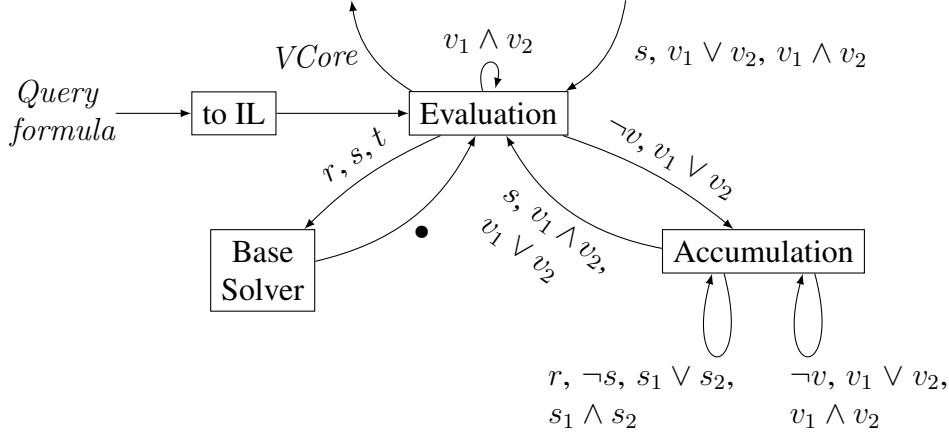 VCore
v₁ ∧ v₂
s, v₁ ∨ v₂, v₁ ∧ v₂
Query
formula
to IL
Evaluation
r, s, t
¬v, v₁ ∨ v₂
s, v₁ ∧ v₂,
v₁ ∨ v₂
•
Base
Solver
Accumulation
r, ¬s, s₁ ∨ s₂,
s₁ ∧ s₂
¬v, v₁ ∨ v₂,
v₁ ∧ v₂